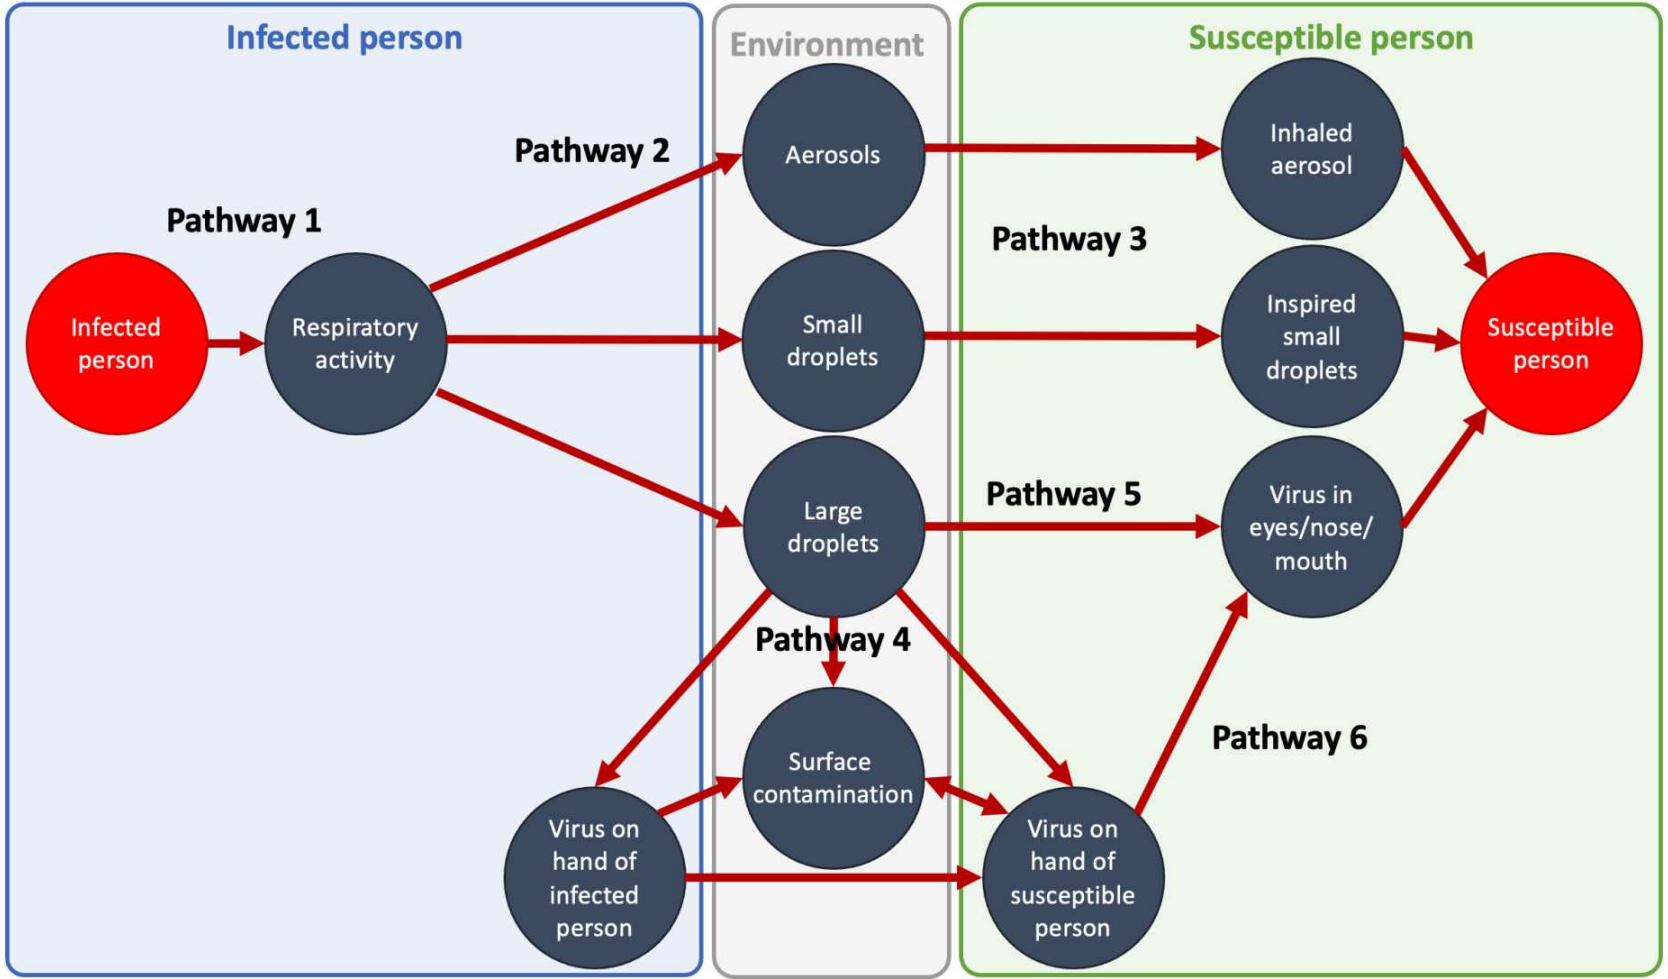 Infected person
Environment
Susceptible person
Pathway 1
Pathway 2
Pathway 3
Pathway 5
Pathway 4
Pathway 6
Infected
person
Respiratory
activity
Aerosols
Small
droplets
Large
droplets
Surface
contamination
Virus on
hand of
infected
person
Virus on
hand of
susceptible
person
Inhaled
aerosol
Inspired
small
droplets
Virus in
eyes/nose/
mouth
Susceptible
person